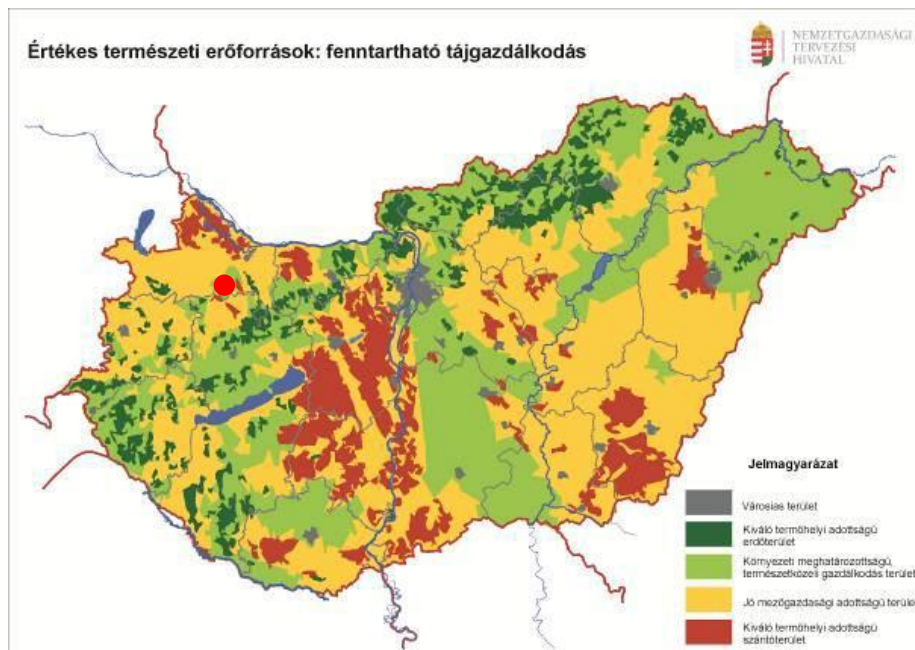 Értékes természeti erőforrások: fenntartható tájgazdálkodás
NEMZETGAZDASÁGI
TERVEZÉSI
HIVATAL
Jelmagyarázat
Városias terület
Kiváló termőhelyi adottságú
erdőterület
Környezeti meghatározottságú,
természetközeli gazdálkodás terület
Jó mezőgazdasági adottságú terüle
Kiváló termőhelyi adottságú
szántóterület